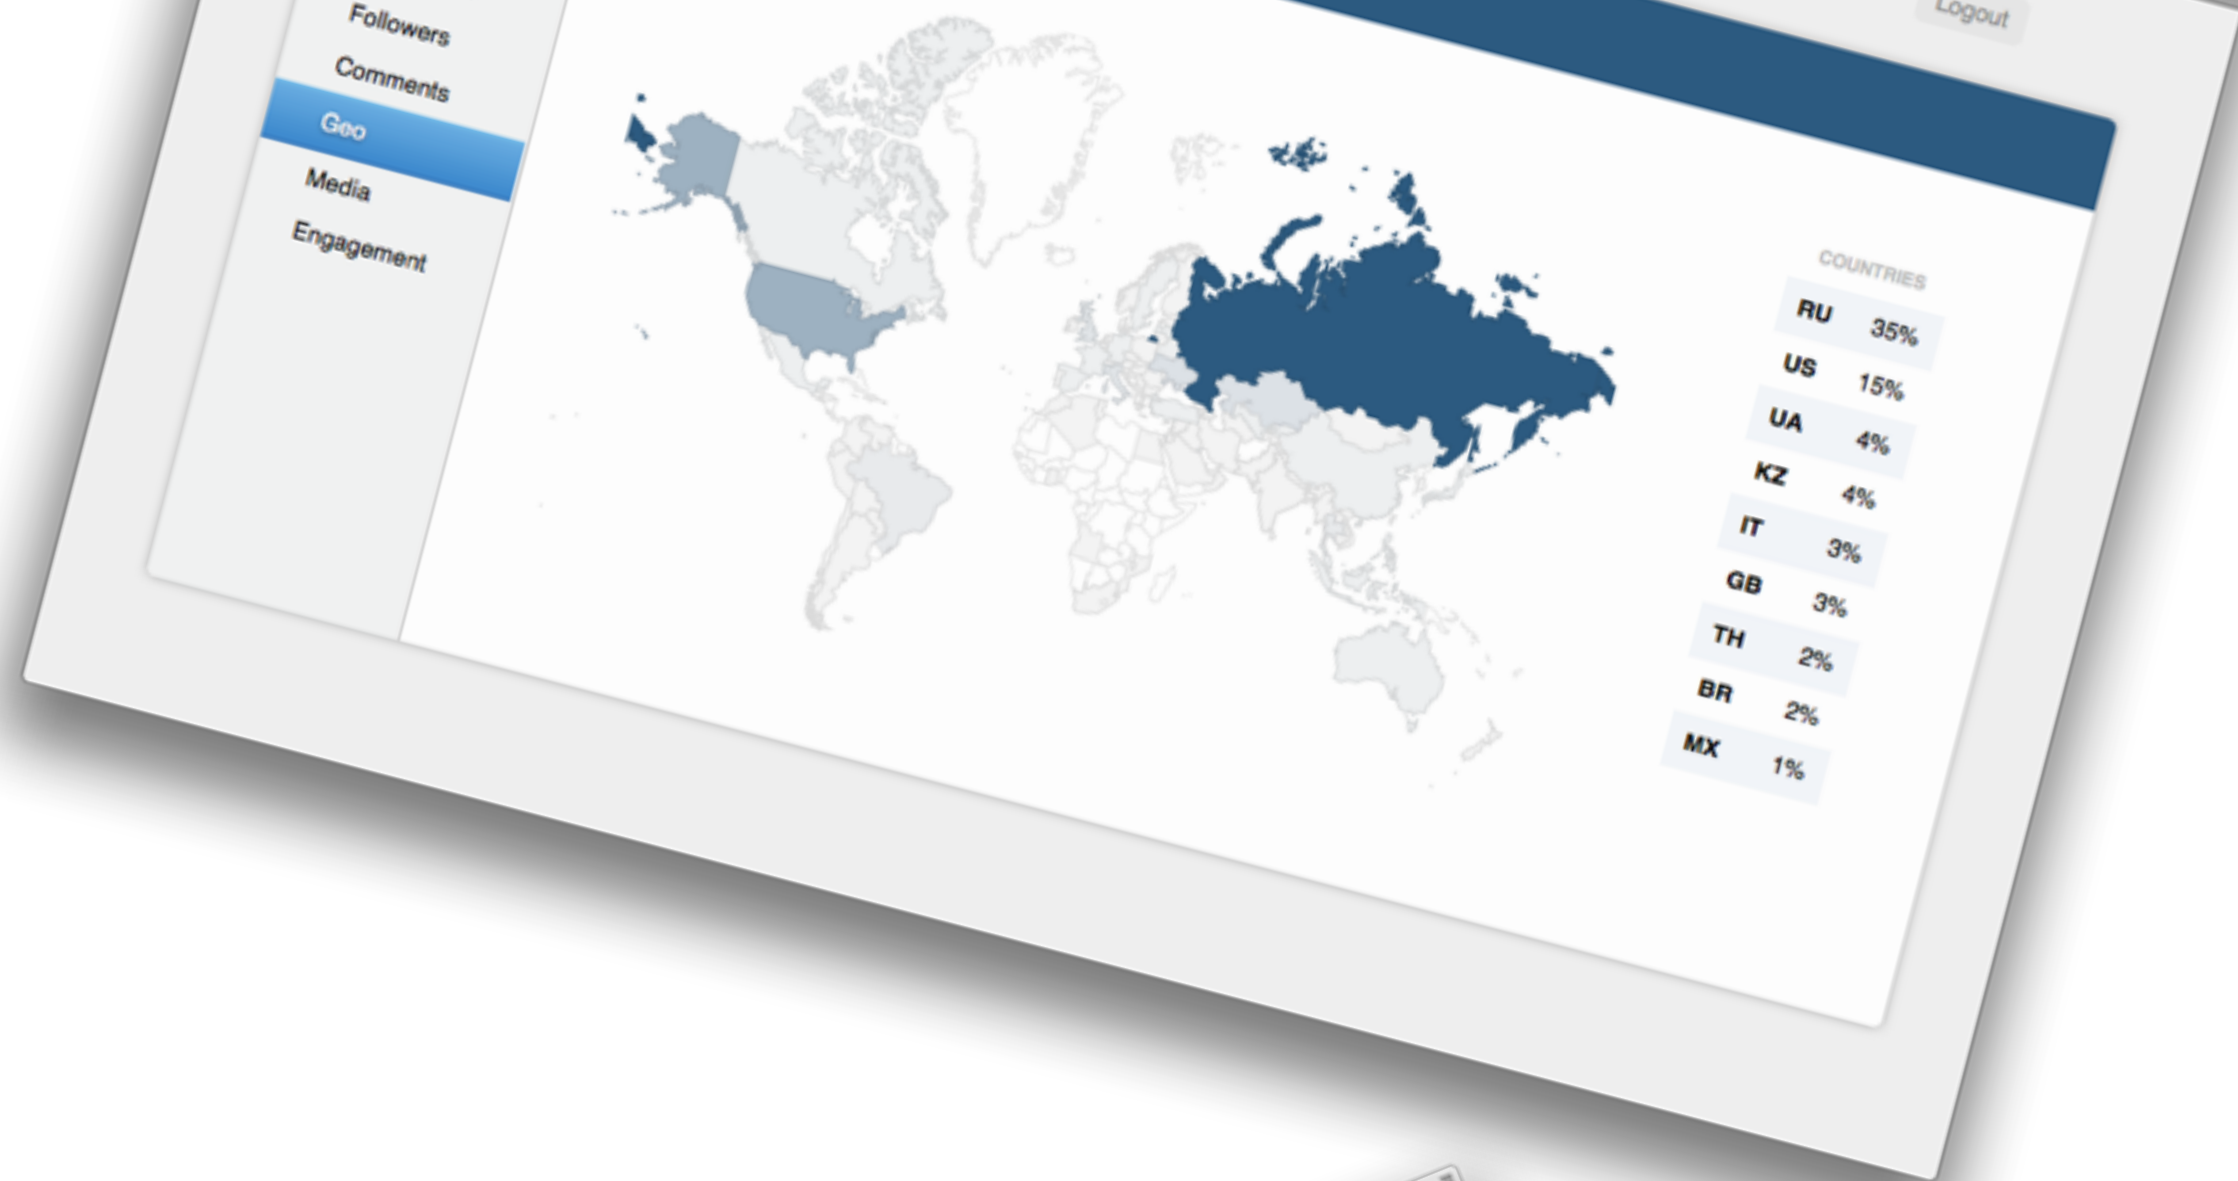 Logout
Followers
Comments
Geo
Media
Engagement
COUNTRIES
RU 35%
US 15%
UA 4%
KZ 4%
IT 3%
GB 3%
TH 2%
BR 2%
MX 1%